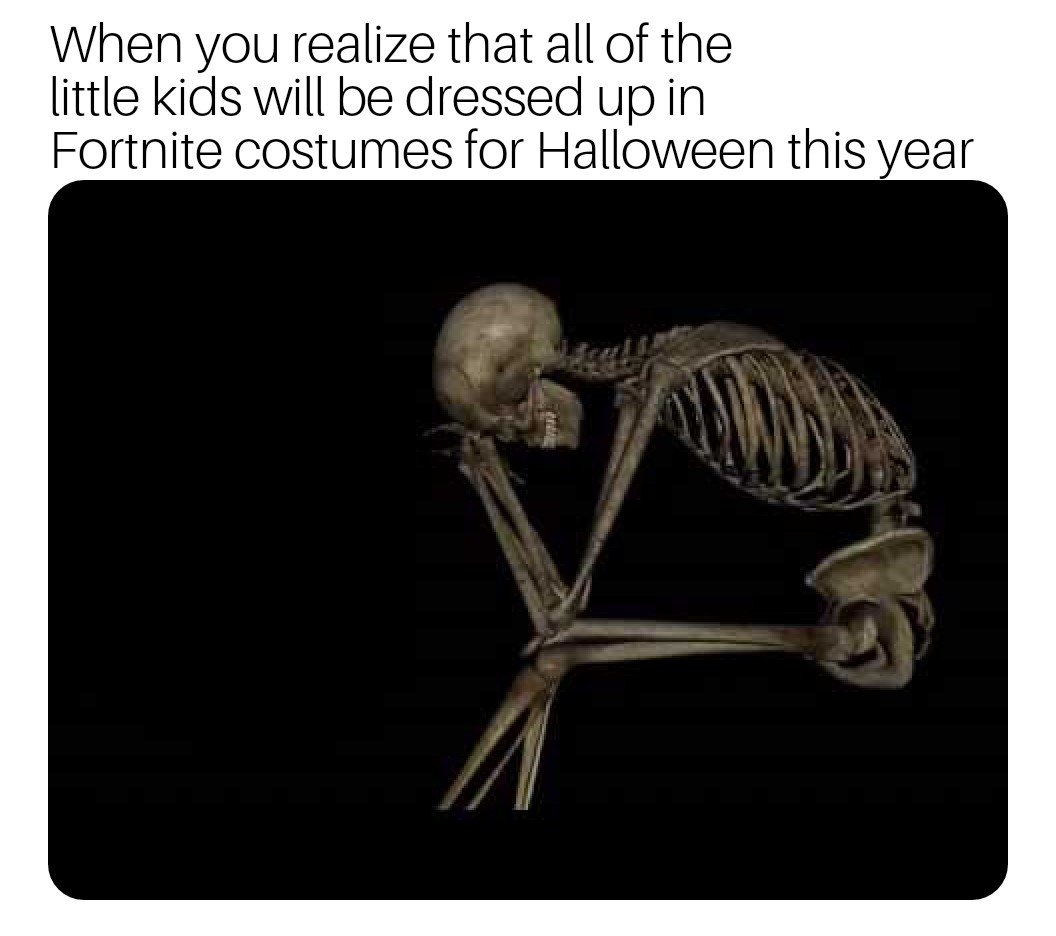 When you realize that all of the
little kids will be dressed up in
Fortnite costumes for Halloween this year